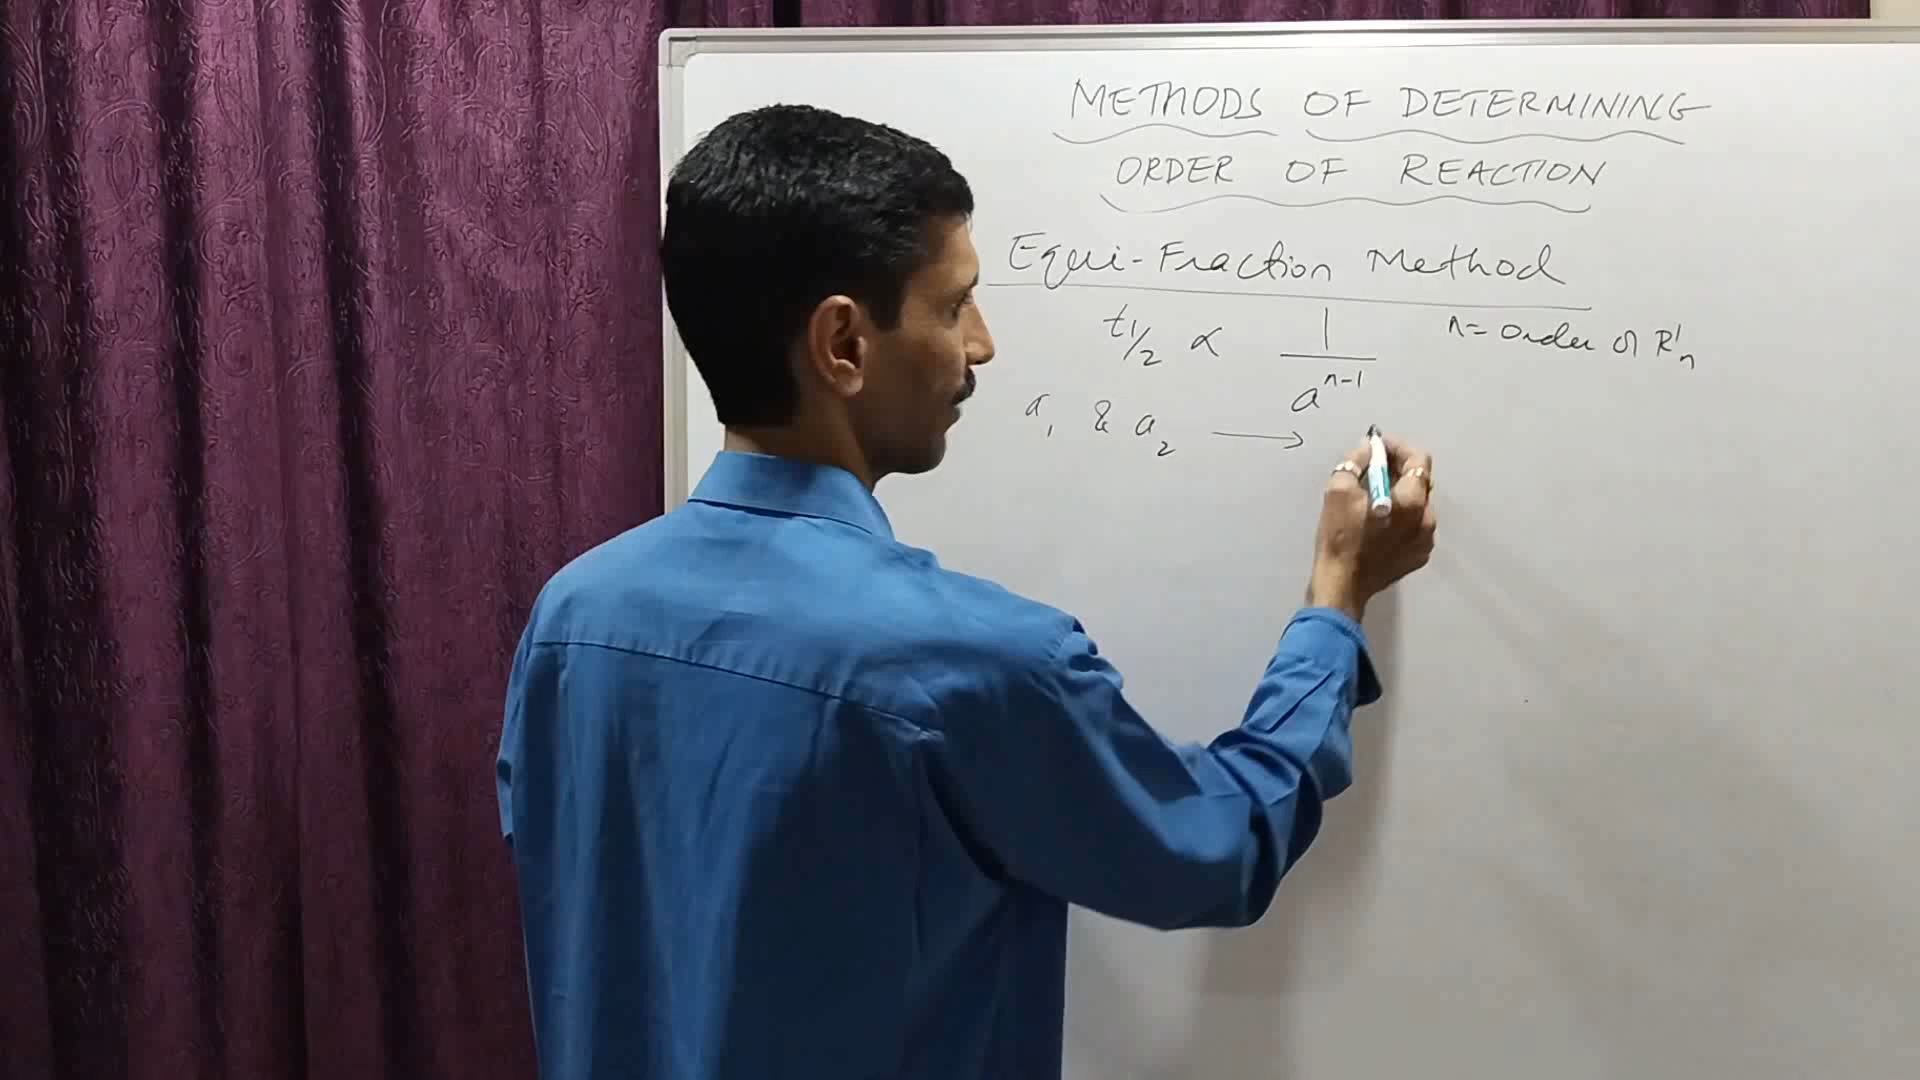 METHODS OF DETERMINING
ORDER OF REACTION
Equi-Fraction Method
t1/2 ∝ 1/a^(n-1) n = order of R'n
a1 & a2 →